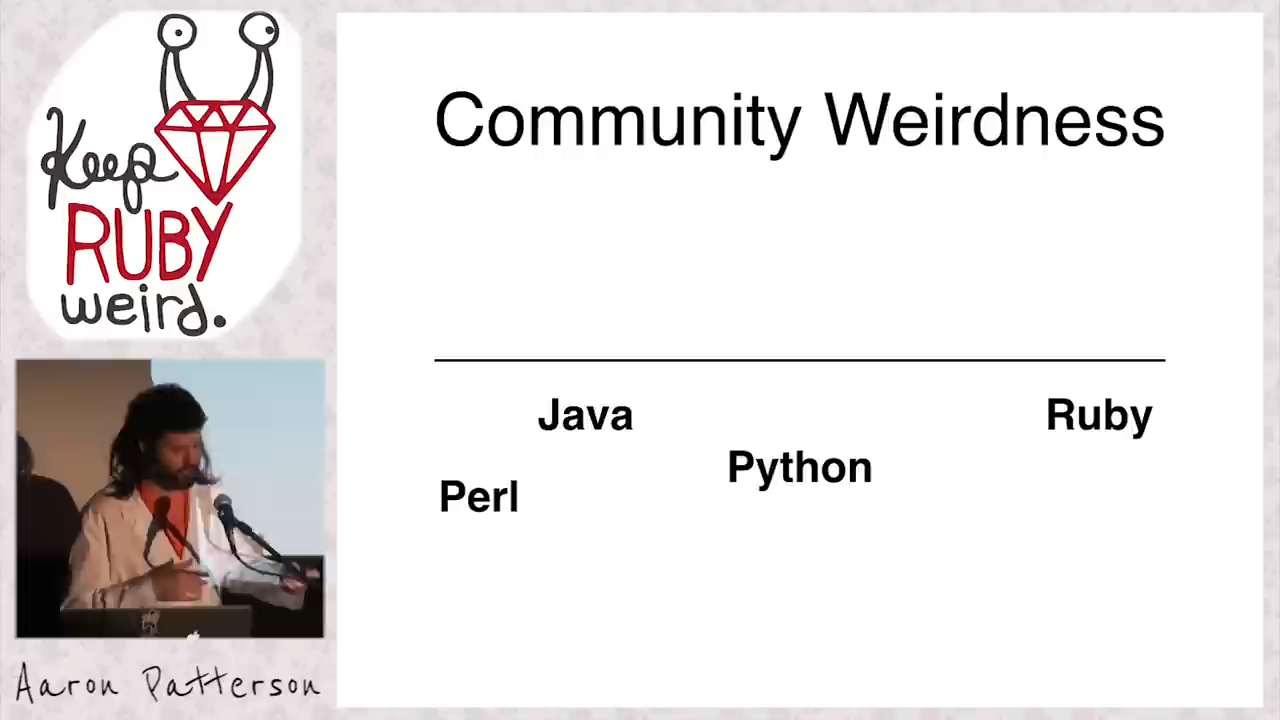 Keep
RUBY
weird.
Aaron Patterson
Community Weirdness
Java
Ruby
Python
Perl